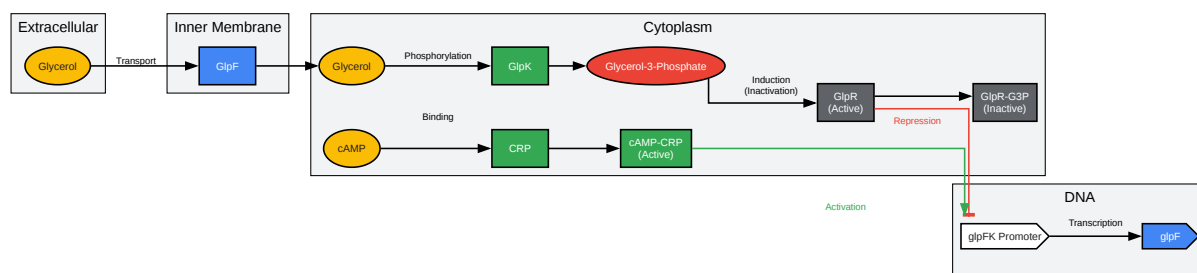 Extracellular
Inner Membrane
Cytoplasm
Glycerol
Transport
GlpF
Glycerol
Phosphorylation
GlpK
Glycerol-3-Phosphate
Induction
(Inactivation)
GlpR
(Active)
GlpR-G3P
(Inactive)
Repression
Binding
cAMP
CRP
cAMP-CRP
(Active)
Activation
DNA
glpFK Promoter
Transcription
glpF